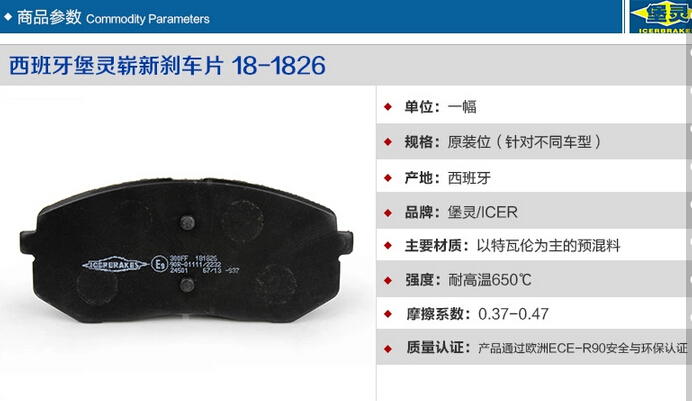 商品参数 Commodity Parameters
堡灵
ICERBRAKES
西班牙堡灵崭新刹车片 18-1826
单位：一幅
规格：原装位（针对不同车型）
产地：西班牙
品牌：堡灵/ICER
主要材质：以特瓦伦为主的预混料
强度：耐高温650℃
摩擦系数：0.37-0.47
质量认证：产品通过欧洲ECE-R90安全与环保认证
ICERBRAKES
E9
300FF 181826
90R-01111/2232
24501 67/13 -937